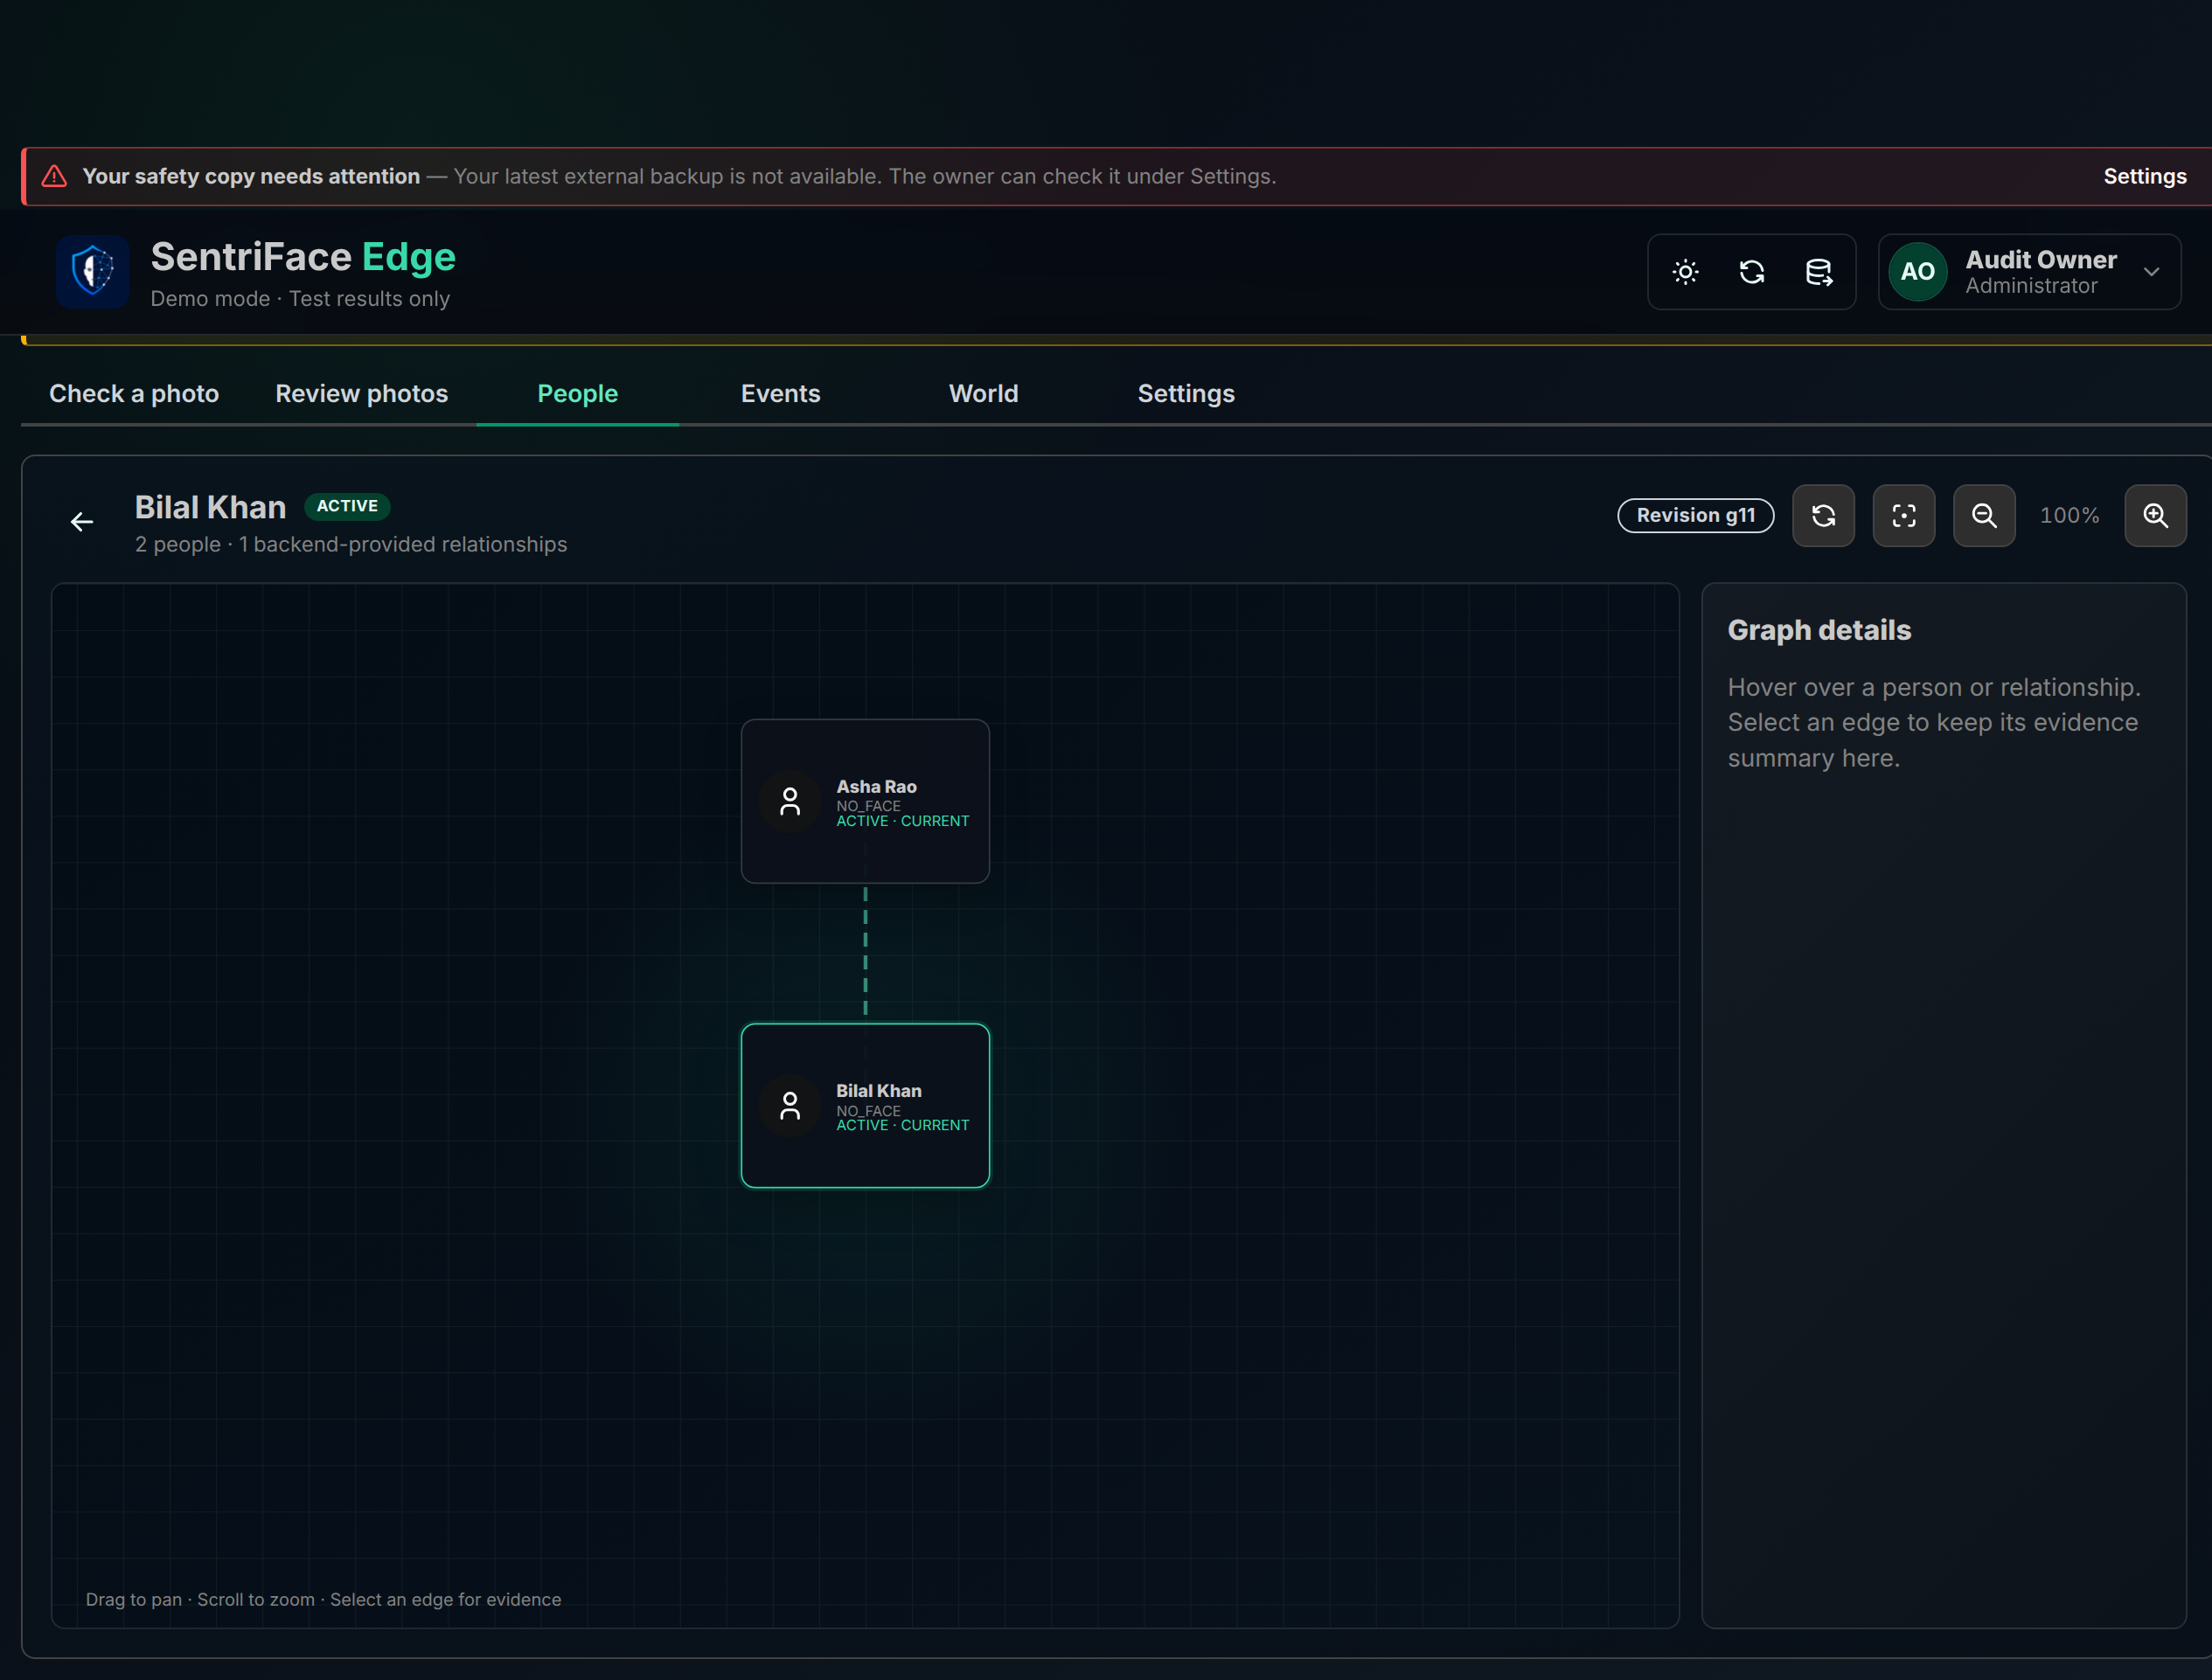 Your safety copy needs attention — Your latest external backup is not available. The owner can check it under Settings.
Settings
SentriFace Edge
Demo mode · Test results only
AO
Audit Owner
Administrator
Check a photo
Review photos
People
Events
World
Settings
Bilal Khan
ACTIVE
2 people · 1 backend-provided relationships
Revision g11
100%
Asha Rao
NO_FACE
ACTIVE · CURRENT
Bilal Khan
NO_FACE
ACTIVE · CURRENT
Drag to pan · Scroll to zoom · Select an edge for evidence
Graph details
Hover over a person or relationship.
Select an edge to keep its evidence
summary here.